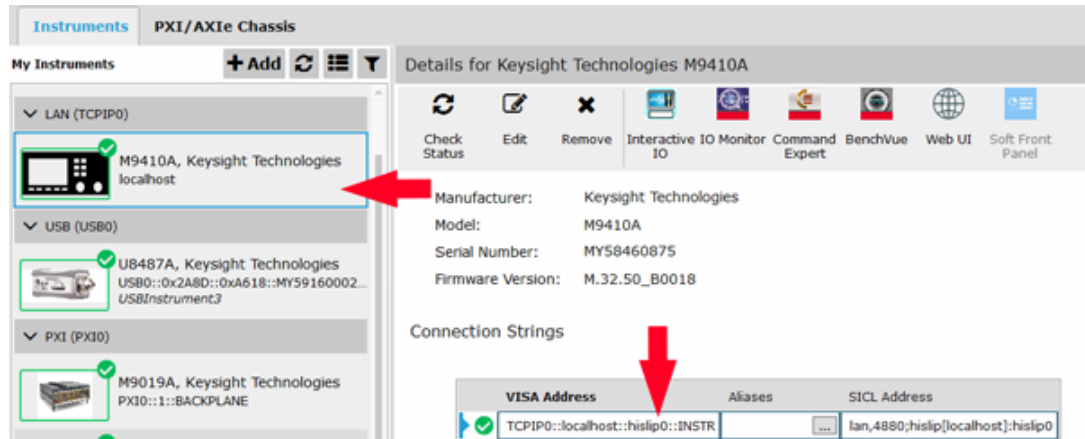 Instruments PXI/AXIe Chassis
My Instruments Add
LAN (TCPIP0)
M9410A, Keysight Technologies
localhost
USB (USB0)
U8487A, Keysight Technologies
USB0::0x2A8D::0xA618::MY59160002...
USBInstrument3
PXI (PXI0)
M9019A, Keysight Technologies
PXI0::1::BACKPLANE
Details for Keysight Technologies M9410A
Check Status
Edit
Remove
Interactive IO
IO Monitor
Command Expert
BenchVue
Web UI
Soft Front Panel
Manufacturer: Keysight Technologies
Model: M9410A
Serial Number: MY58460875
Firmware Version: M.32.50_B0018
Connection Strings
VISA Address Aliases SICL Address
TCPIP0::localhost::hislip0::INSTR ... lan,4880;hislip[localhost]:hislip0